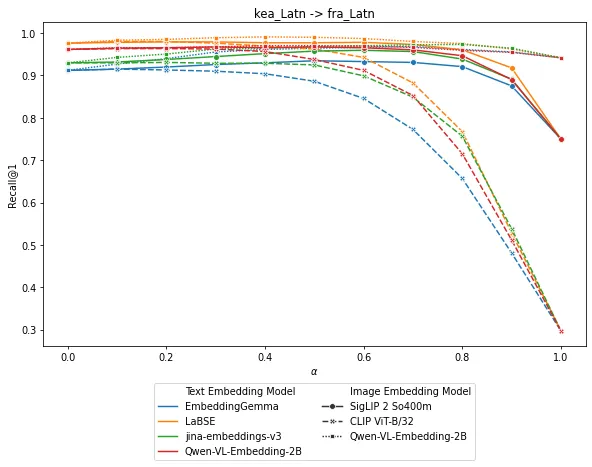 kea_Latn -> fra_Latn
Recall@1
1.0
0.9
0.8
0.7
0.6
0.5
0.4
0.3
0.0 0.2 0.4 0.6 0.8 1.0
α
Text Embedding Model
EmbeddingGemma
LaBSE
jina-embeddings-v3
Qwen-VL-Embedding-2B
Image Embedding Model
SigLIP 2 So400m
CLIP ViT-B/32
Qwen-VL-Embedding-2B